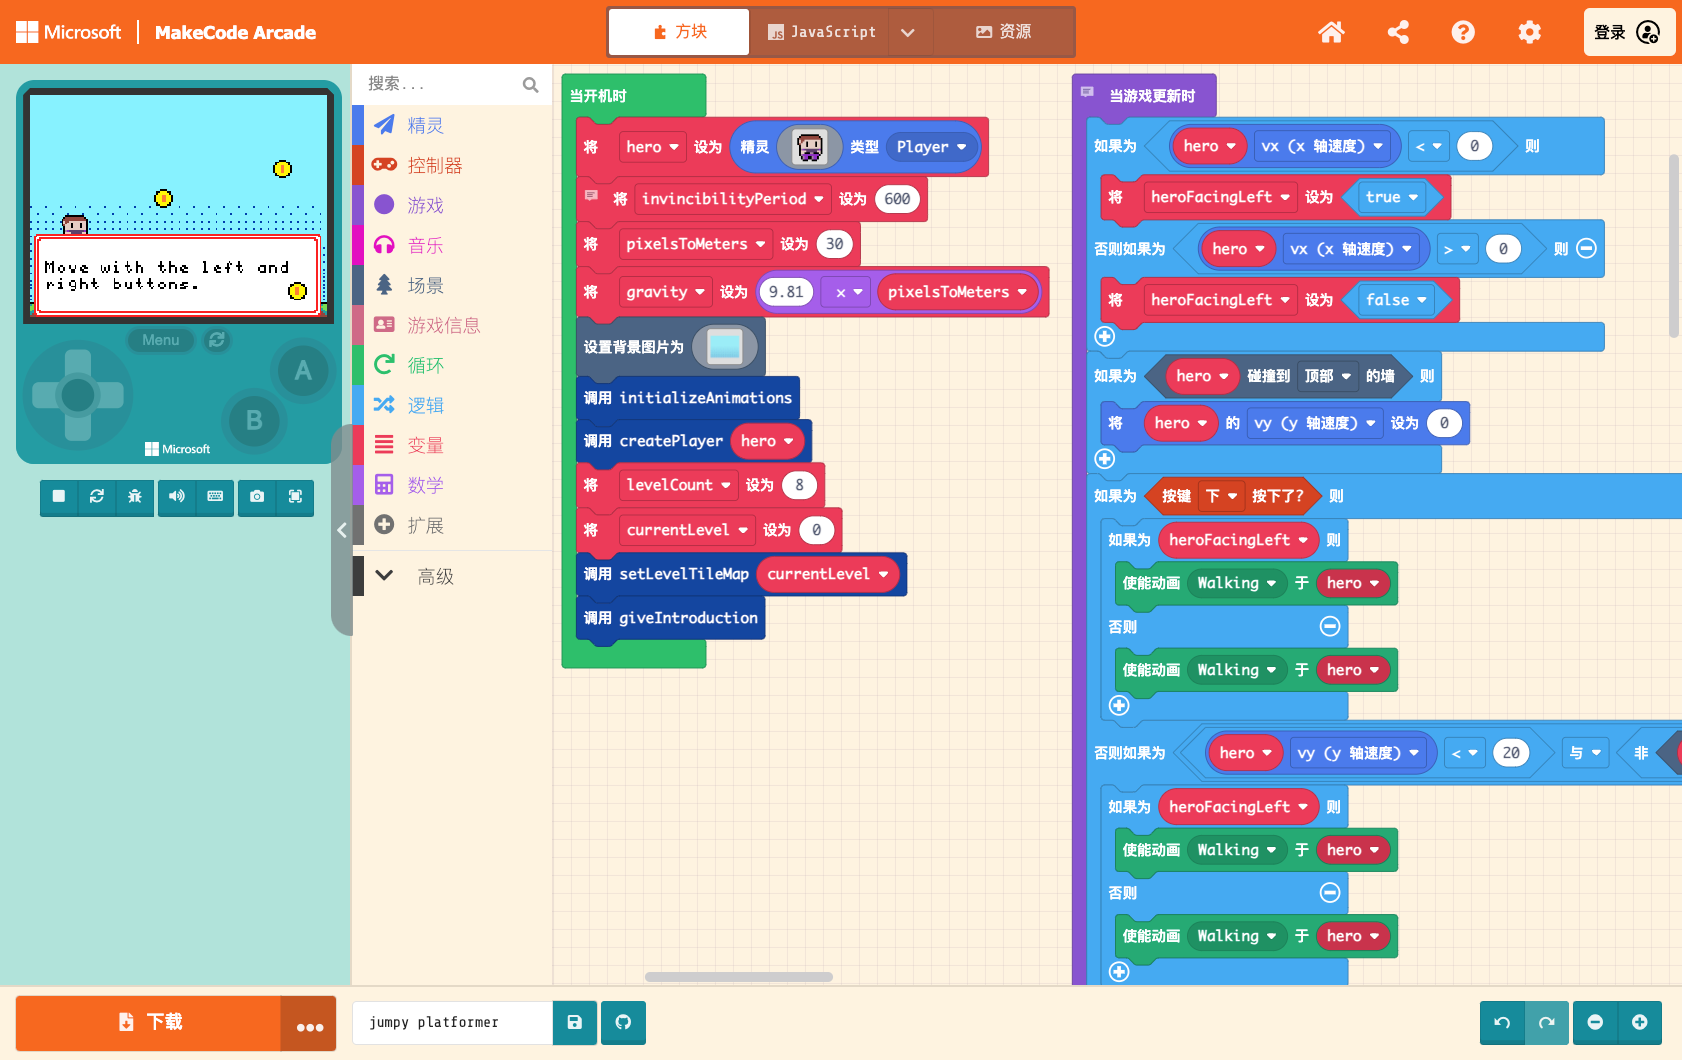 Microsoft
MakeCode Arcade
方块
JavaScript
资源
登录
Move with the left and
right buttons.
Menu
A
B
Microsoft
搜索...
精灵
控制器
游戏
音乐
场景
游戏信息
循环
逻辑
变量
数学
扩展
高级
当开机时
将 hero 设为 精灵 类型 Player
将 invincibilityPeriod 设为 600
将 pixelsToMeters 设为 30
将 gravity 设为 9.81 x pixelsToMeters
设置背景图片为
调用 initializeAnimations
调用 createPlayer hero
将 levelCount 设为 8
将 currentLevel 设为 0
调用 setLevelTileMap currentLevel
调用 giveIntroduction
当游戏更新时
如果为 hero vx (x 轴速度) < 0 则
将 heroFacingLeft 设为 true
否则如果为 hero vx (x 轴速度) > 0 则
将 heroFacingLeft 设为 false
如果为 hero 碰撞到 顶部 的墙 则
将 hero 的 vy (y 轴速度) 设为 0
如果为 按键 下 按下了? 则
如果为 heroFacingLeft 则
使能动画 Walking 于 hero
否则
使能动画 Walking 于 hero
否则如果为 hero vy (y 轴速度) < 20 与 非
如果为 heroFacingLeft 则
使能动画 Walking 于 hero
否则
使能动画 Walking 于 hero
下载
jumpy platformer